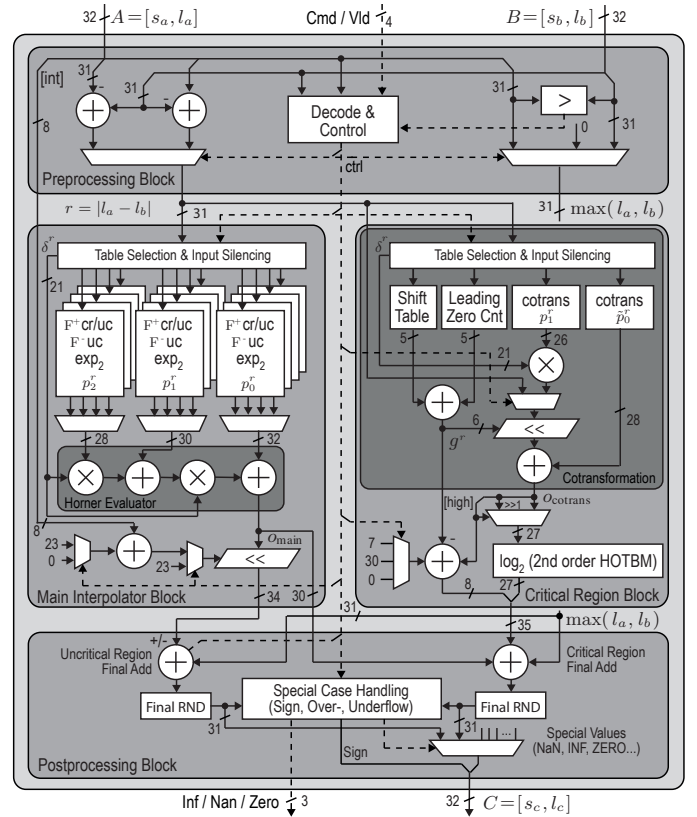 32 A=[s_a, l_a] Cmd / Vld 4 B=[s_b, l_b] 32
[int] 31 31 31 31
- -
+ + Decode & Control > 0
8
ctrl
Preprocessing Block
r = |l_a − l_b| 31 31 max(l_a, l_b)
δ^r Table Selection & Input Silencing
21
F⁺ cr/uc F⁺ cr/uc F⁺ cr/uc
F⁻ uc F⁻ uc F⁻ uc
exp₂ exp₂ exp₂
p₂^r p₁^r p₀^r
28 30 32
× + × +
Horner Evaluator
8
23
0
+
23
<<
o_main
34 30
Main Interpolator Block
δ^r Table Selection & Input Silencing
Shift Table Leading Zero Cnt cotrans p₁^r cotrans p̃₀^r
5 5 26
21 ×
+
6
g^r <<
28
+
Cotransformation
[high] >>1 o_cotrans
27
7
30
0
-
+
log₂ (2nd order HOTBM)
8 27
Critical Region Block
31 35 max(l_a, l_b)
+/-
Uncritical Region Final Add
+
+
Critical Region Final Add
Final RND
Special Case Handling
(Sign, Over-, Underflow)
Final RND
31 31
...
Special Values
(NaN, INF, ZERO...)
Sign
Postprocessing Block
Inf / Nan / Zero 3 32 C=[s_c, l_c]